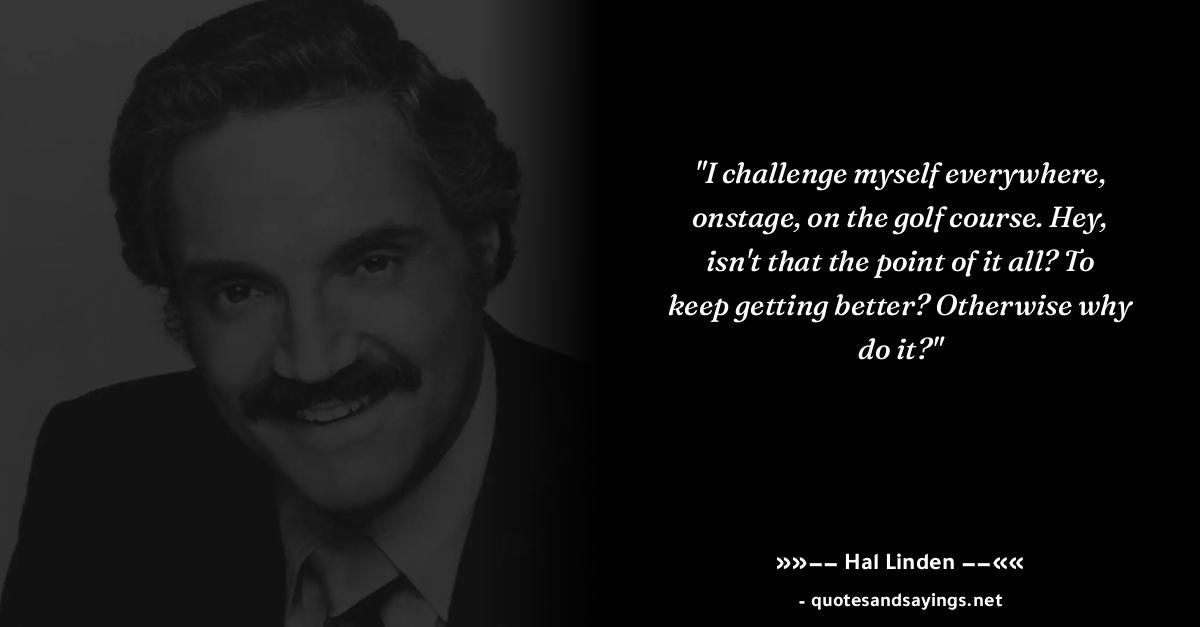 "I challenge myself everywhere,
onstage, on the golf course. Hey,
isn't that the point of it all? To
keep getting better? Otherwise why
do it?"
»»−− Hal Linden −−««
- quotesandsayings.net